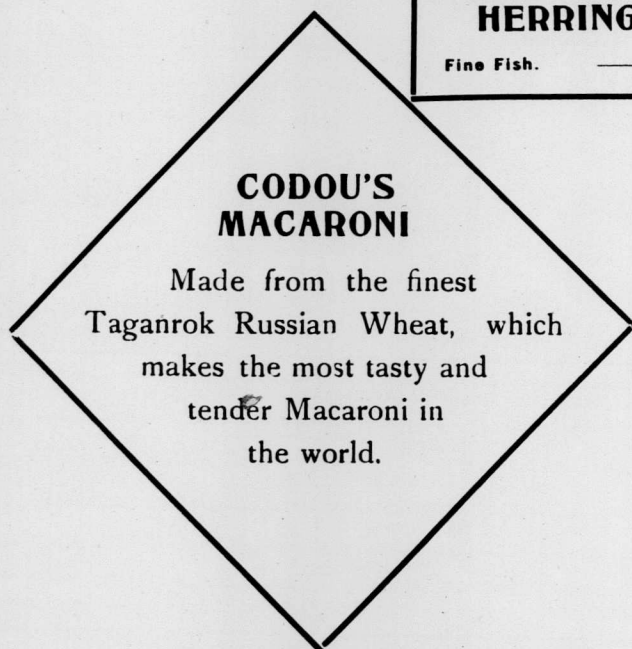 HERRING
Fine Fish.
CODOU'S
MACARONI
Made from the finest
Taganrok Russian Wheat, which
makes the most tasty and
tender Macaroni in
the world.